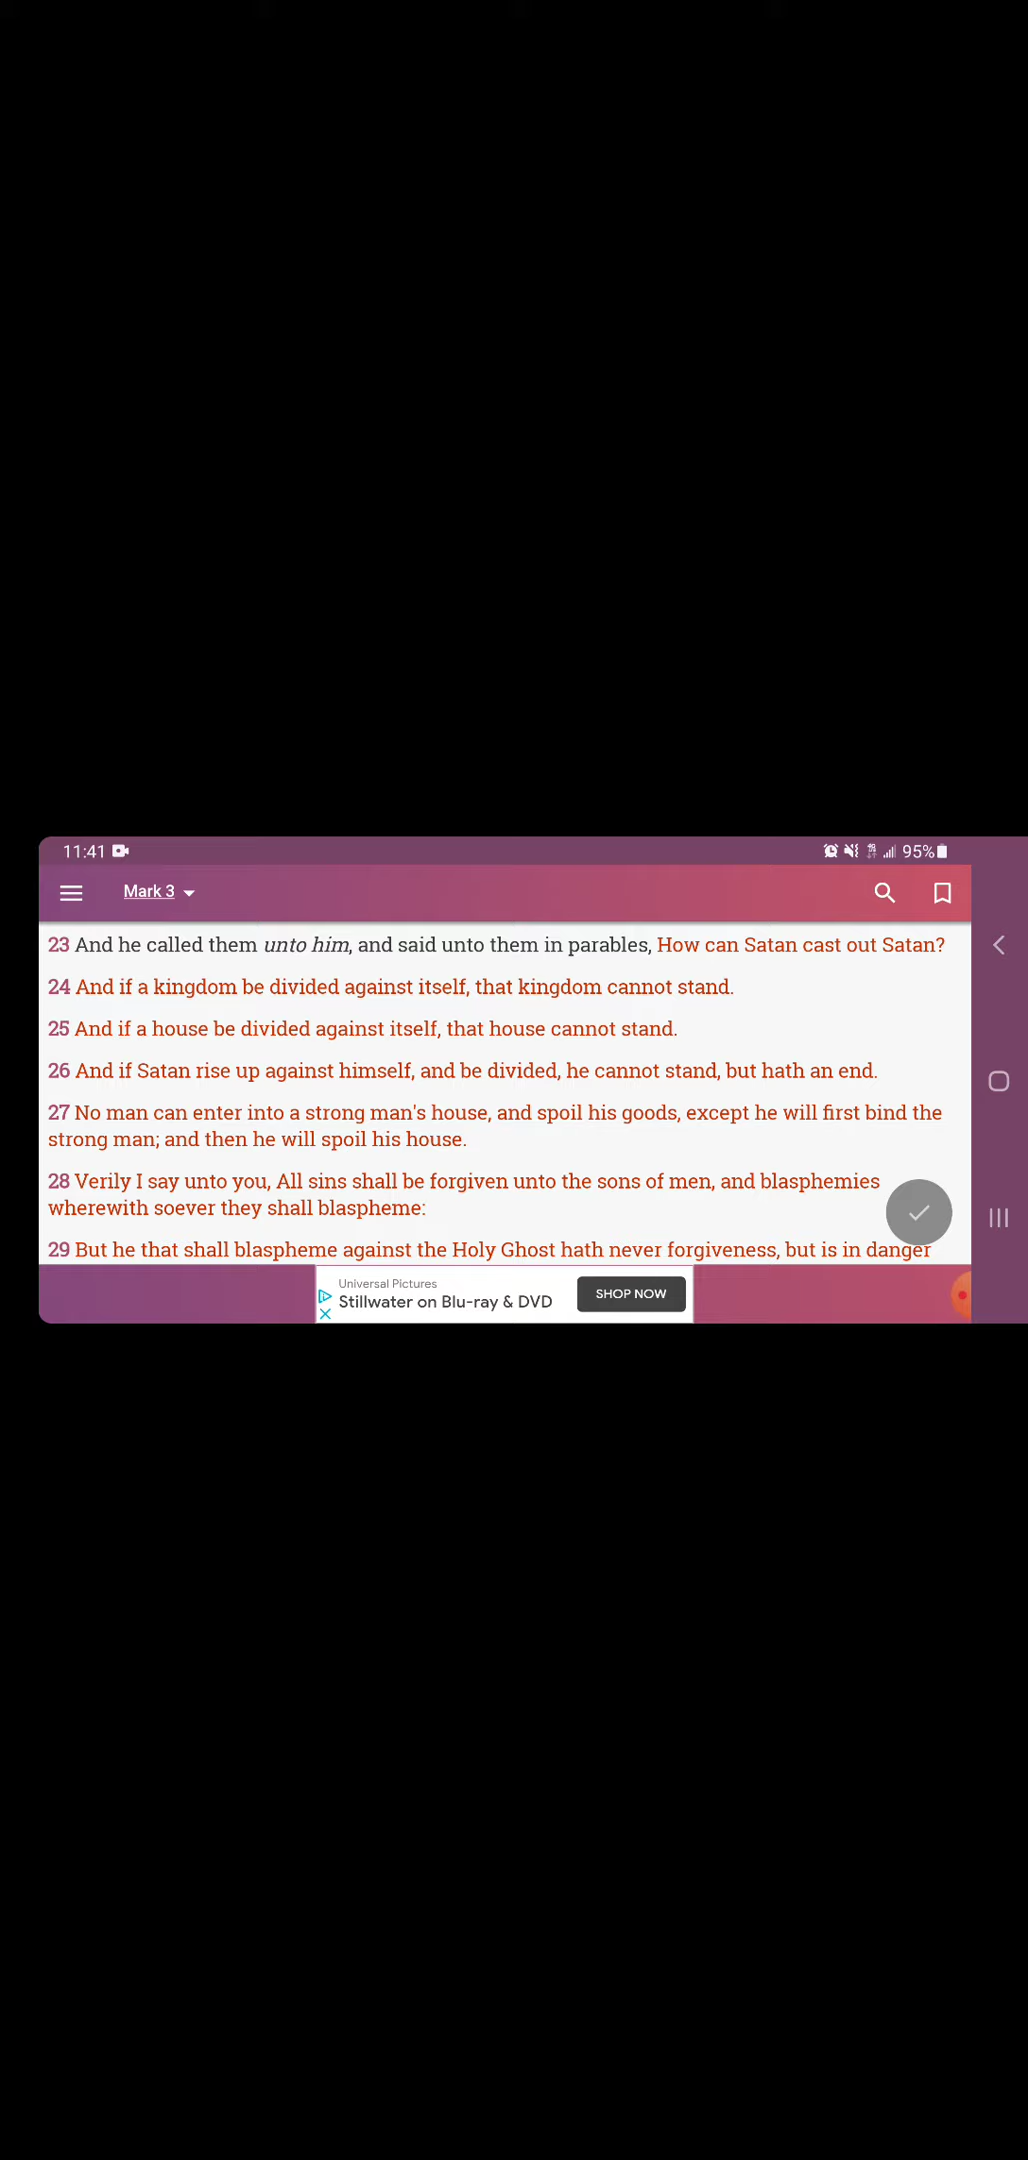 11:41
95%
Mark 3
23 And he called them unto him, and said unto them in parables, How can Satan cast out Satan?
24 And if a kingdom be divided against itself, that kingdom cannot stand.
25 And if a house be divided against itself, that house cannot stand.
26 And if Satan rise up against himself, and be divided, he cannot stand, but hath an end.
27 No man can enter into a strong man's house, and spoil his goods, except he will first bind the
strong man; and then he will spoil his house.
28 Verily I say unto you, All sins shall be forgiven unto the sons of men, and blasphemies
wherewith soever they shall blaspheme:
29 But he that shall blaspheme against the Holy Ghost hath never forgiveness, but is in danger
Universal Pictures
Stillwater on Blu-ray & DVD
SHOP NOW